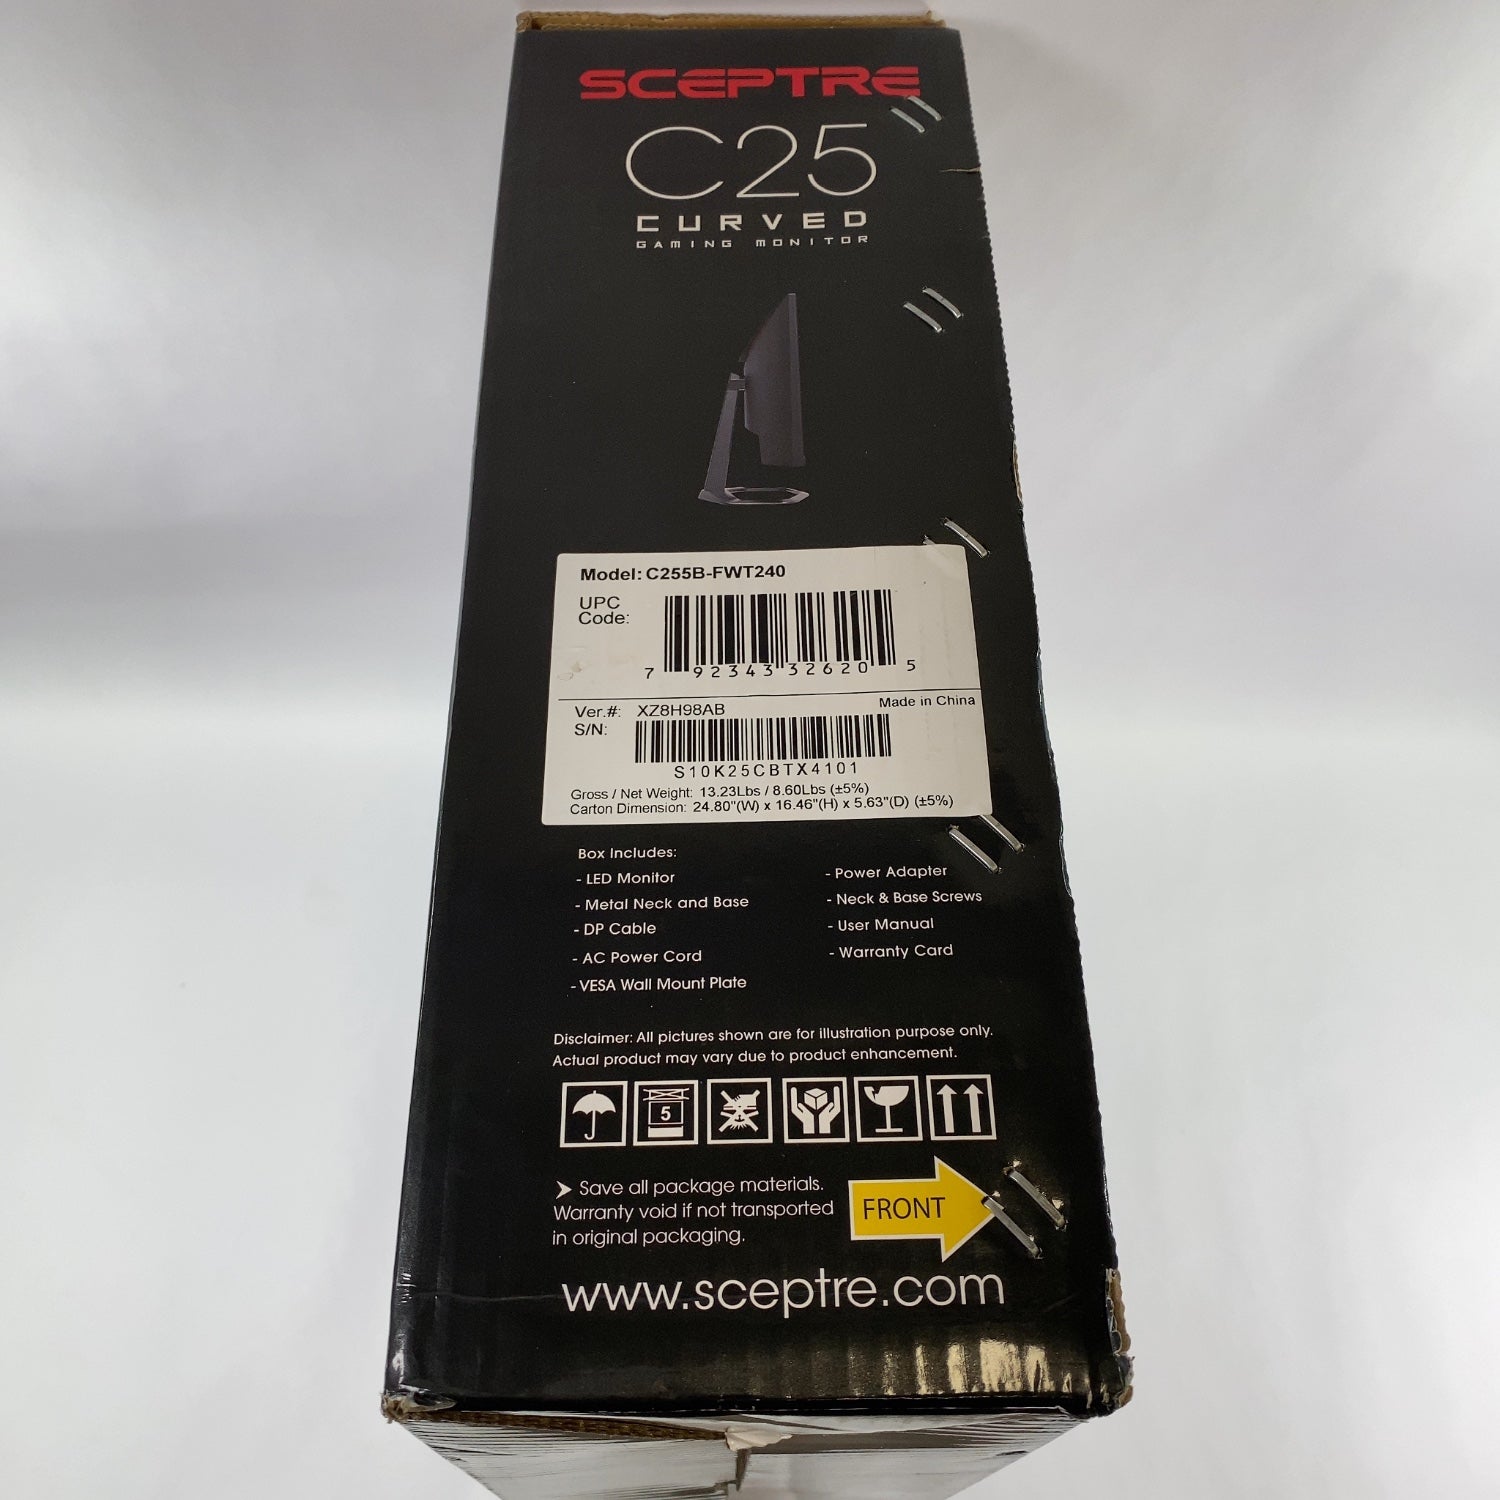 SCEPTRE
C25
CURVED
GAMING MONITOR
Model: C255B-FWT240
UPC
Code:
7 92343 32620 5
Made in China
Ver.#: XZ8H98AB
S/N:
S10K25CBTX4101
Gross / Net Weight: 13.23Lbs / 8.60Lbs (±5%)
Carton Dimension: 24.80"(W) x 16.46"(H) x 5.63"(D) (±5%)
Box Includes:
- LED Monitor
- Metal Neck and Base
- DP Cable
- AC Power Cord
- VESA Wall Mount Plate
- Power Adapter
- Neck & Base Screws
- User Manual
- Warranty Card
Disclaimer: All pictures shown are for illustration purpose only.
Actual product may vary due to product enhancement.
5
➤ Save all package materials.
Warranty void if not transported
in original packaging.
FRONT
www.sceptre.com